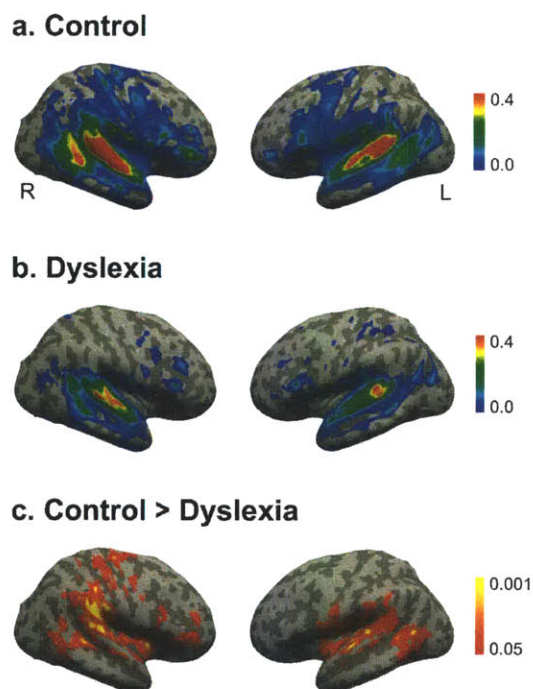 a. Control
0.4
0.0
R
L
b. Dyslexia
0.4
0.0
c. Control > Dyslexia
0.001
0.05